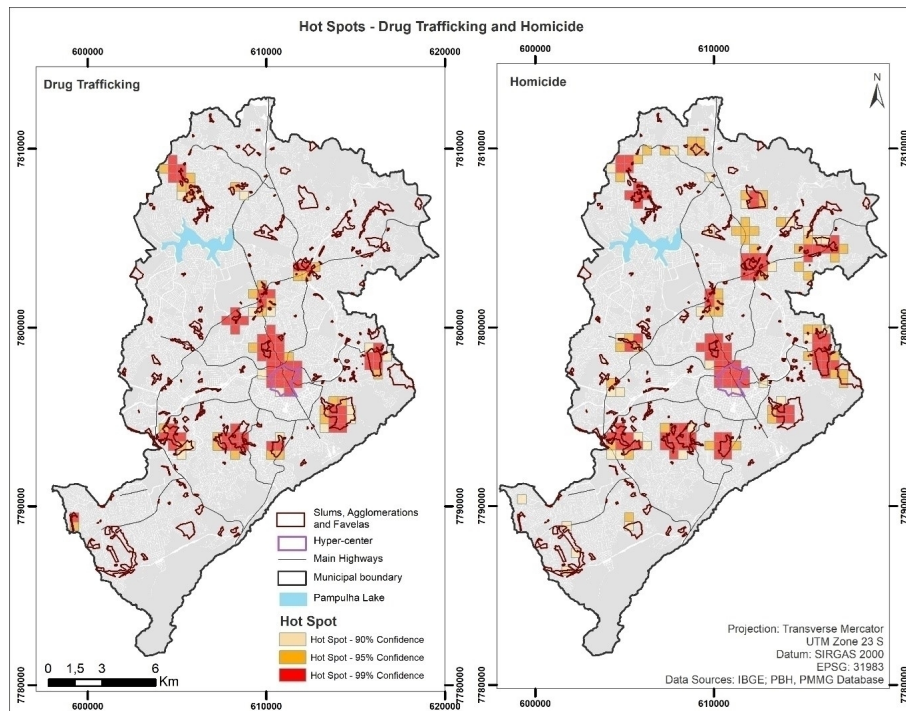 Hot Spots - Drug Trafficking and Homicide
600000
610000
620000
600000
610000
Drug Trafficking
Homicide
N
7810000
7810000
7810000
7800000
7800000
7800000
7790000
7790000
7790000
7780000
7780000
7780000
Slums, Agglomerations
and Favelas
Hyper-center
Main Highways
Municipal boundary
Pampulha Lake
Hot Spot
Hot Spot - 90% Confidence
Hot Spot - 95% Confidence
Hot Spot - 99% Confidence
0 1,5 3 6
Km
Projection: Transverse Mercator
UTM Zone 23 S
Datum: SIRGAS 2000
EPSG: 31983
Data Sources: IBGE; PBH, PMMG Database
600000
610000
620000
600000
610000